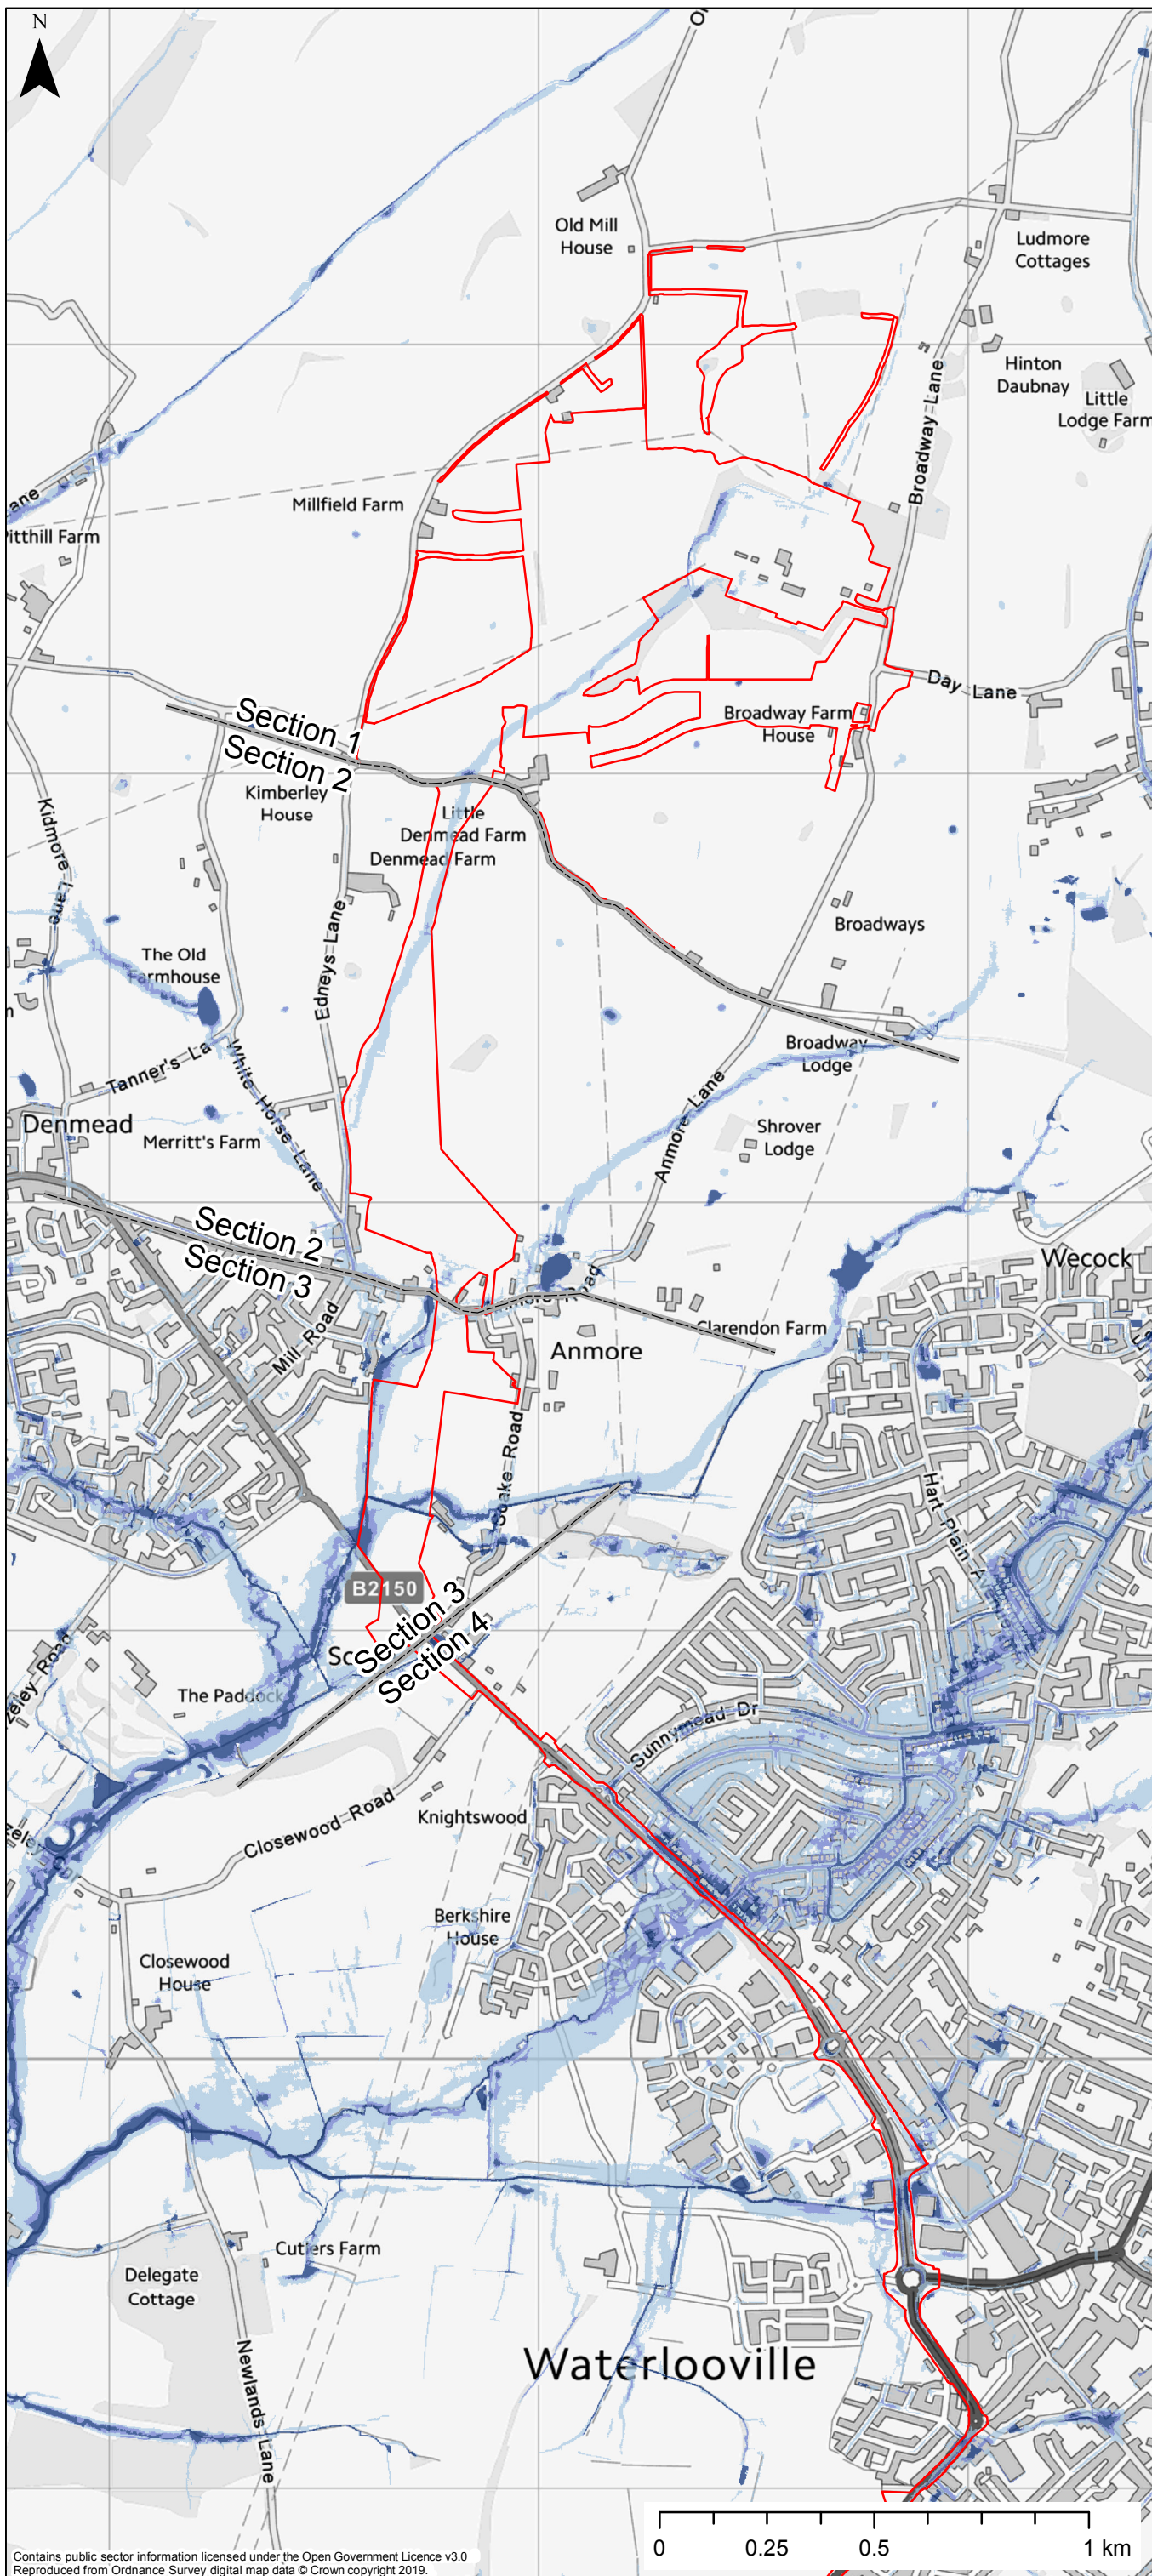 N
Old Mill
House
Ludmore
Cottages
Hinton
Daubnay
Little
Lodge Farm
Broadway Lane
Millfield Farm
Pitthill Farm
Day Lane
Section 1
Section 2
Broadway Farm
House
Kimberley
House
Little
Denmead Farm
Denmead Farm
Kidmore Lane
Broadways
The Old
Farmhouse
Edneys Lane
Tanner's La
White Horse Lane
Broadway
Lodge
Denmead
Merritt's Farm
Anmore Lane
Shrover
Lodge
Section 2
Section 3
Wecock
Mill Road
Anmore Road
Clarendon Farm
Anmore
Soake Road
Hart Plain Avenue
B2150
Section 3
Section 4
The Paddock
Sunnymead Dr
Closewood Road
Knightswood
Berkshire
House
Closewood
House
Cutlers Farm
Delegate
Cottage
Newlands Lane
Waterlooville
0 0.25 0.5 1 km
Contains public sector information licensed under the Open Government Licence v3.0
Reproduced from Ordnance Survey digital map data © Crown copyright 2019.